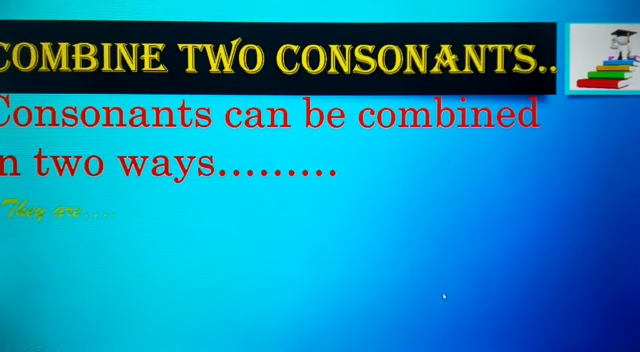 COMBINE TWO CONSONANTS..
Consonants can be combined
n two ways.........
They are....